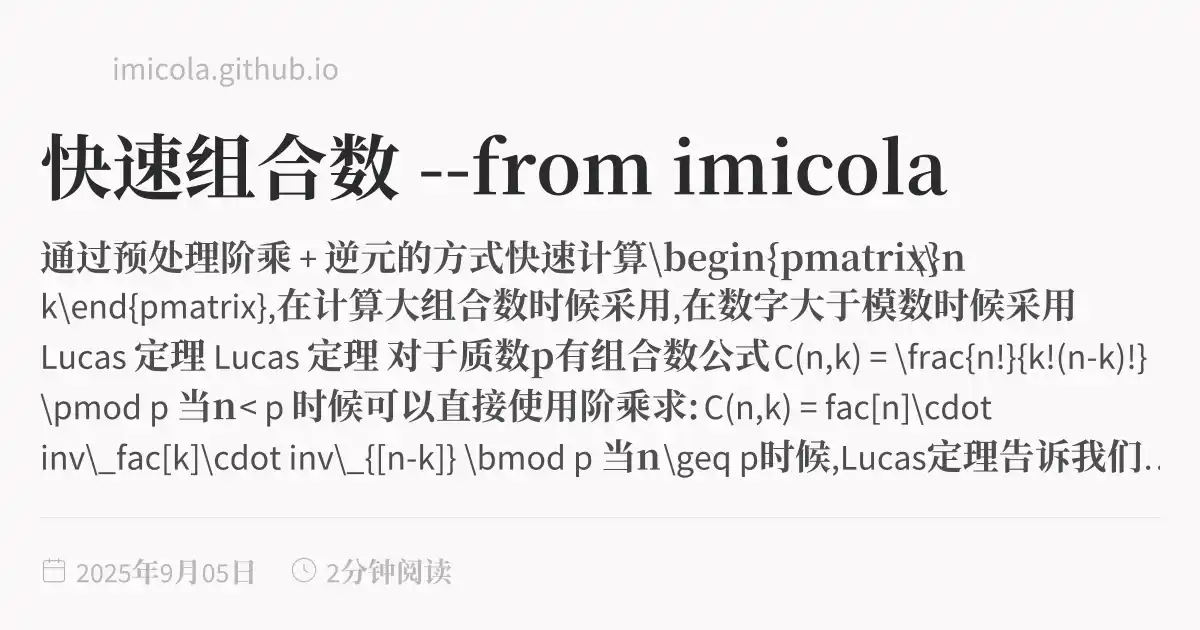 imicola.github.io
快速组合数 --from imicola
通过预处理阶乘 + 逆元的方式快速计算\begin{pmatrix}n \\
k\end{pmatrix},在计算大组合数时候采用,在数字大于模数时候采用
Lucas 定理 Lucas 定理 对于质数p有组合数公式 C(n,k) = \frac{n!}{k!(n-k)!}
\pmod p 当n< p 时候可以直接使用阶乘求: C(n,k) = fac[n]\cdot
inv\_fac[k]\cdot inv\_{[n-k]} \bmod p 当n\geq p时候,Lucas定理告诉我们…
2025年9月05日
2分钟阅读